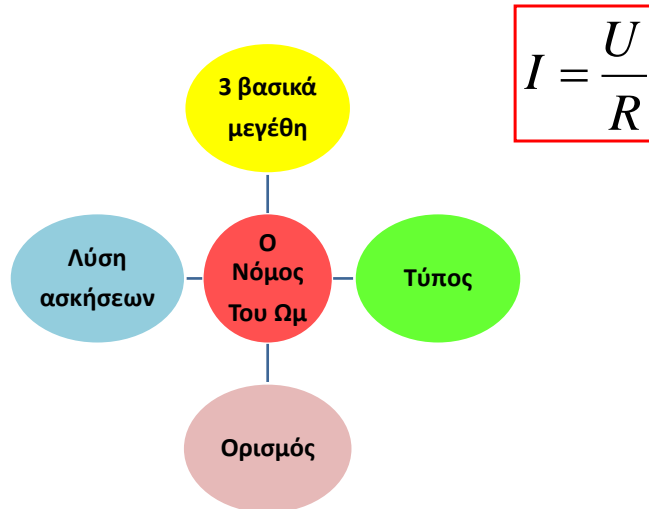 3 βασικά
μεγέθη
I = U/R
Λύση
ασκήσεων
Ο
Νόμος
Του Ωμ
Τύπος
Ορισμός